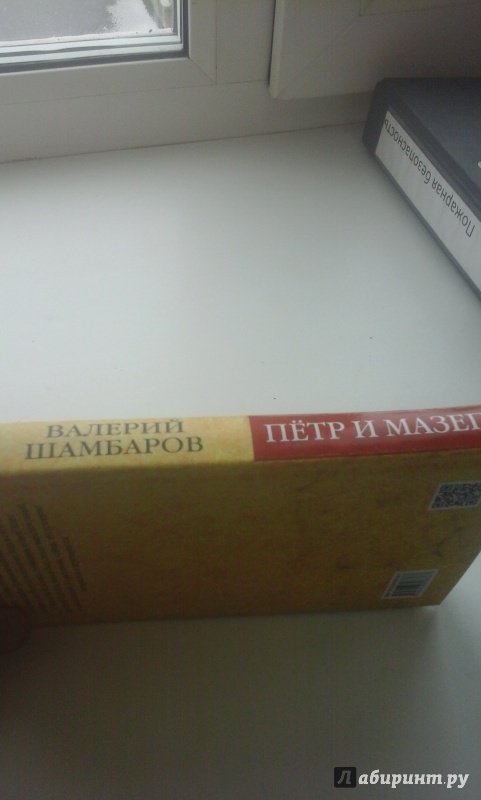 Пожарная безопасность
ВАЛЕРИЙ
ШАМБАРОВ
ПЁТР И МАЗЕП
Лабиринт.ру